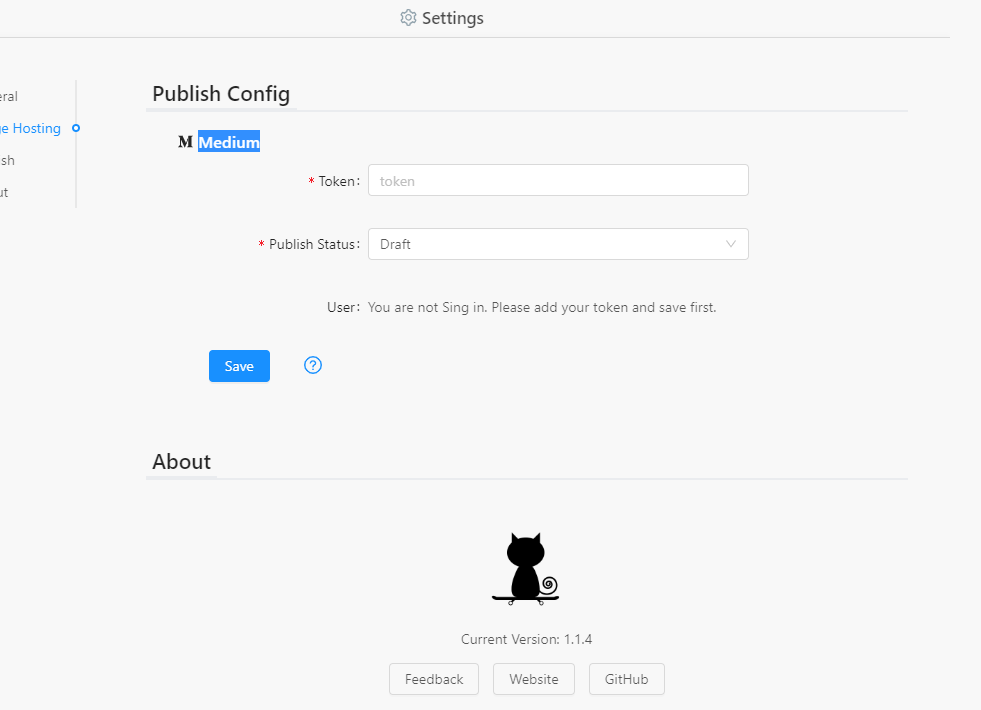 Settings
eral
e Hosting
sh
ut
Publish Config
M Medium
* Token:
token
* Publish Status:
Draft
User: You are not Sing in. Please add your token and save first.
Save
?
About
Current Version: 1.1.4
Feedback
Website
GitHub